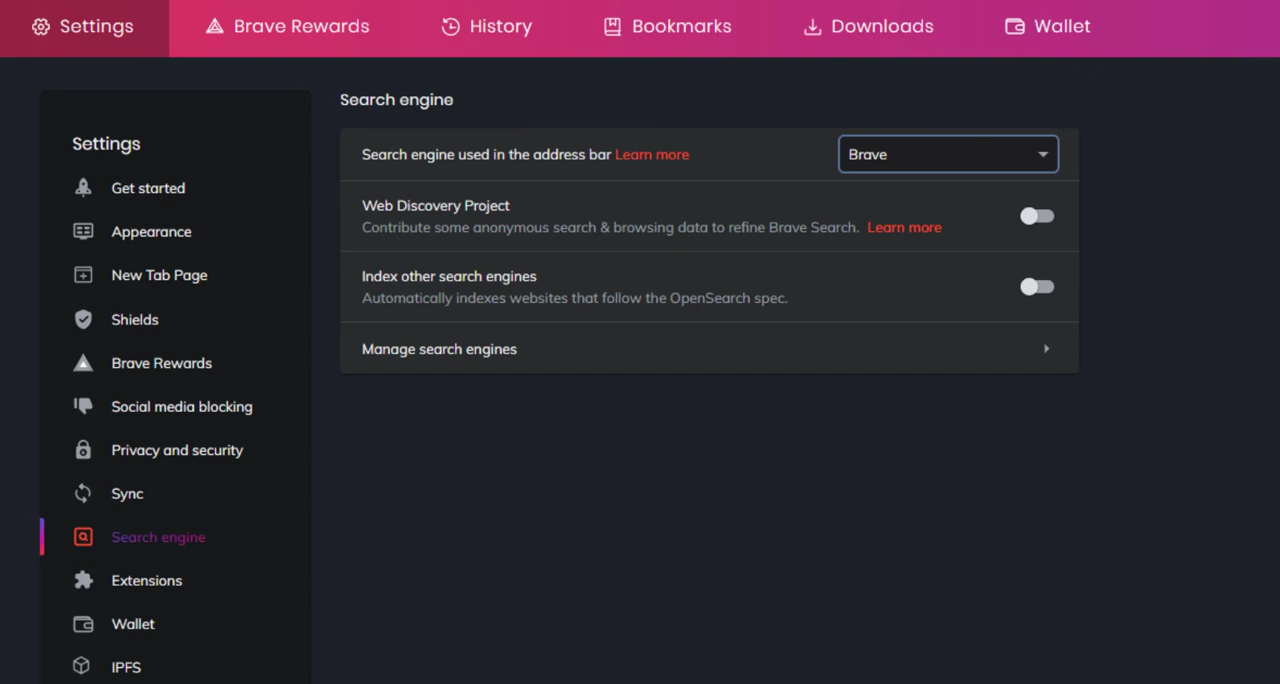 Settings
Brave Rewards
History
Bookmarks
Downloads
Wallet
Settings
Get started
Appearance
New Tab Page
Shields
Brave Rewards
Social media blocking
Privacy and security
Sync
Search engine
Extensions
Wallet
IPFS
Search engine
Search engine used in the address bar Learn more
Brave
Web Discovery Project
Contribute some anonymous search & browsing data to refine Brave Search. Learn more
Index other search engines
Automatically indexes websites that follow the OpenSearch spec.
Manage search engines